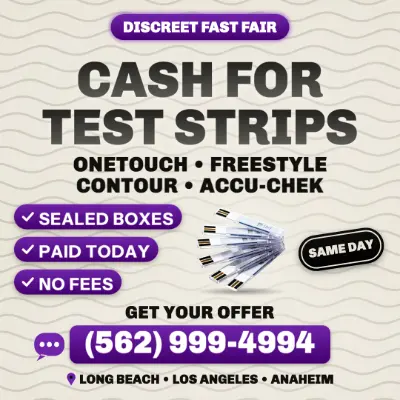 DISCREET FAST FAIR
CASH FOR
TEST STRIPS
ONETOUCH • FREESTYLE
CONTOUR • ACCU-CHEK
SEALED BOXES
PAID TODAY
NO FEES
SAME DAY
GET YOUR OFFER
(562) 999-4994
LONG BEACH • LOS ANGELES • ANAHEIM